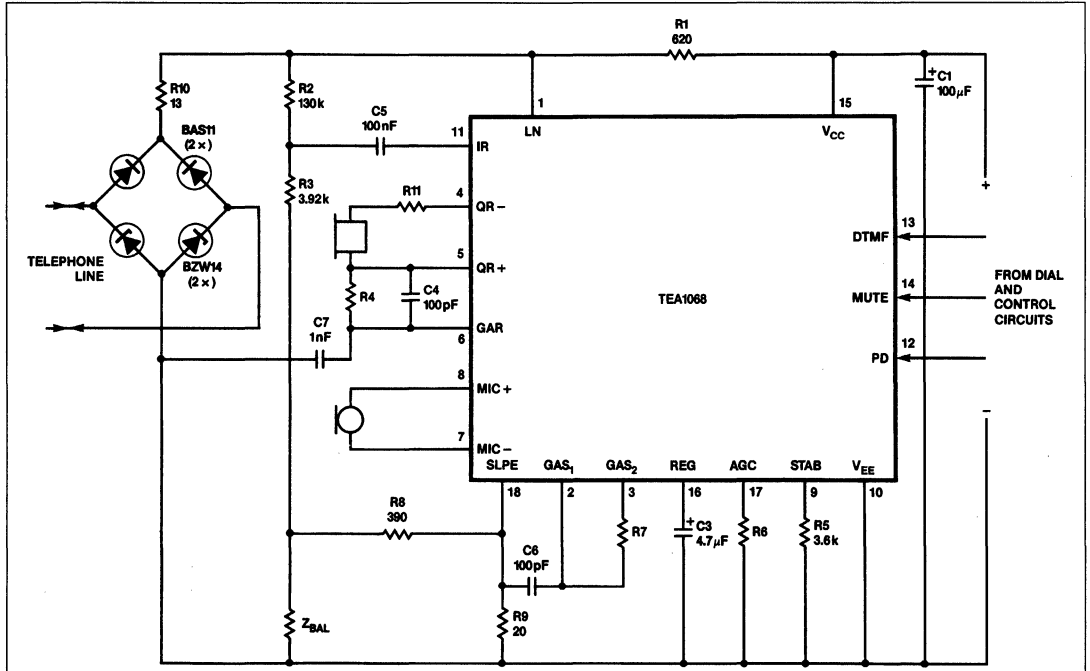 R1
620
R10
13
R2
130k
C5
100nF
1
15
C1
100µF
+
BAS11
(2×)
11
LN
VCC
IR
R3
3.92k
R11
4
QR−
+
13
DTMF
TELEPHONE
LINE
BZW14
(2×)
5
QR+
C4
100pF
R4
TEA1068
14
MUTE
FROM DIAL
AND
CONTROL
CIRCUITS
C7
1nF
GAR
6
12
PD
8
MIC+
7
MIC−
−
SLPE
GAS1
GAS2
REG
AGC
STAB
VEE
18
2
3
16
17
9
10
R8
390
R7
+
C3
4.7µF
R6
R5
3.6k
C6
100pF
ZBAL
R9
20